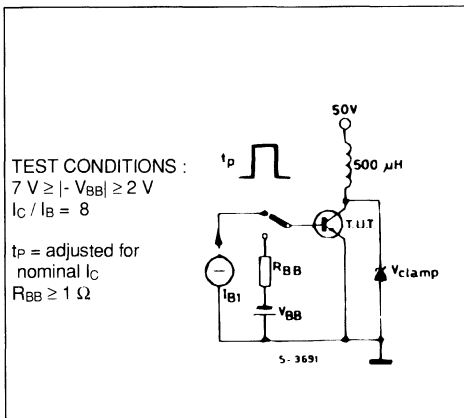 TEST CONDITIONS :
7 V ≥ |- VBB| ≥ 2 V
IC / IB = 8
tP = adjusted for
nominal IC
RBB ≥ 1 Ω
50V
500 µH
tp
T.U.T
RBB
Vclamp
IB1
VBB
5-3691